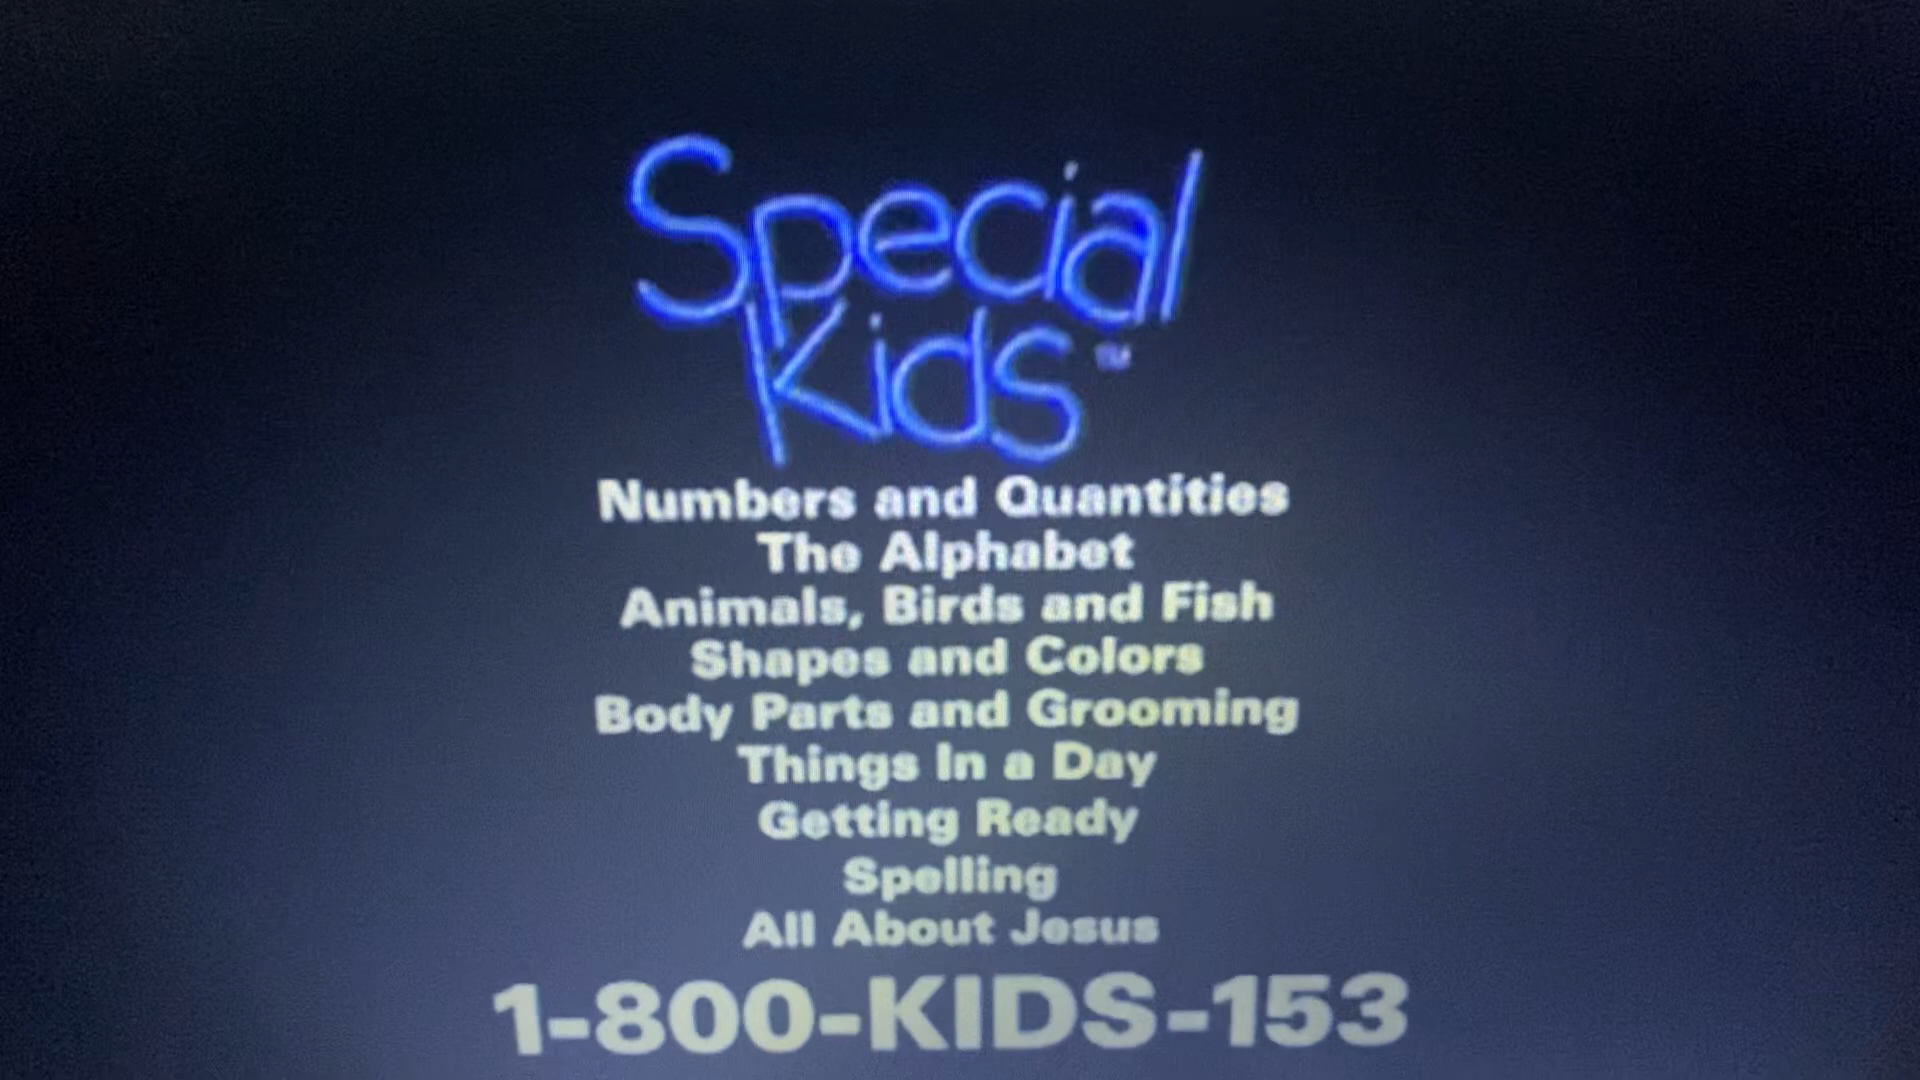 Special
Kids™
Numbers and Quantities
The Alphabet
Animals, Birds and Fish
Shapes and Colors
Body Parts and Grooming
Things In a Day
Getting Ready
Spelling
All About Jesus
1-800-KIDS-153